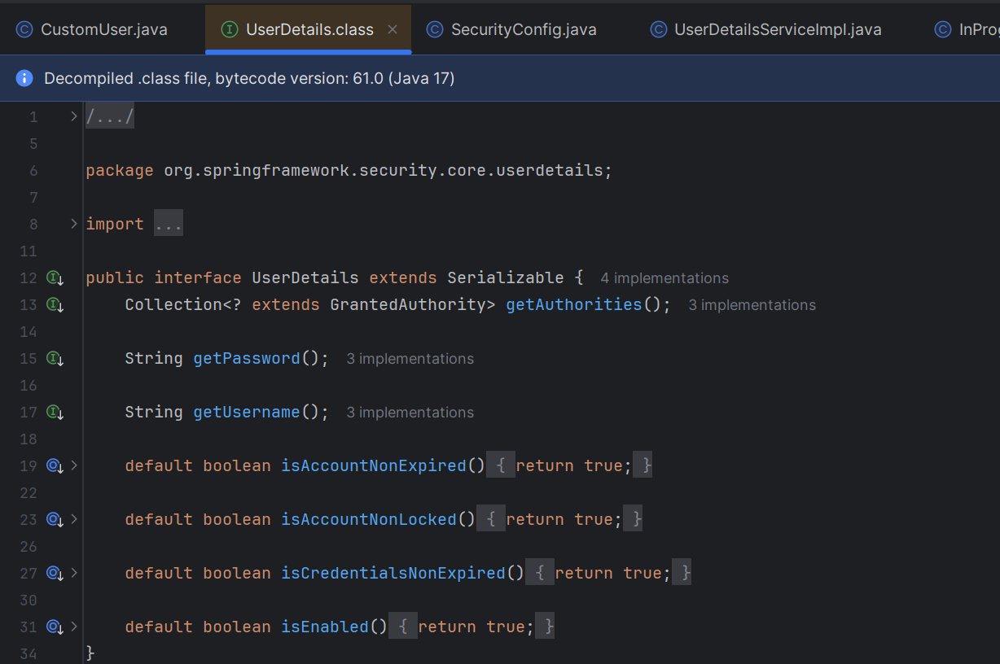 CustomUser.java UserDetails.class SecurityConfig.java UserDetailsServiceImpl.java InProg
Decompiled .class file, bytecode version: 61.0 (Java 17)
1 /.../
5
6 package org.springframework.security.core.userdetails;
7
8 import ...
11
12 public interface UserDetails extends Serializable { 4 implementations
13 Collection<? extends GrantedAuthority> getAuthorities(); 3 implementations
14
15 String getPassword(); 3 implementations
16
17 String getUsername(); 3 implementations
18
19 default boolean isAccountNonExpired() { return true; }
22
23 default boolean isAccountNonLocked() { return true; }
26
27 default boolean isCredentialsNonExpired() { return true; }
30
31 default boolean isEnabled() { return true; }
34 }